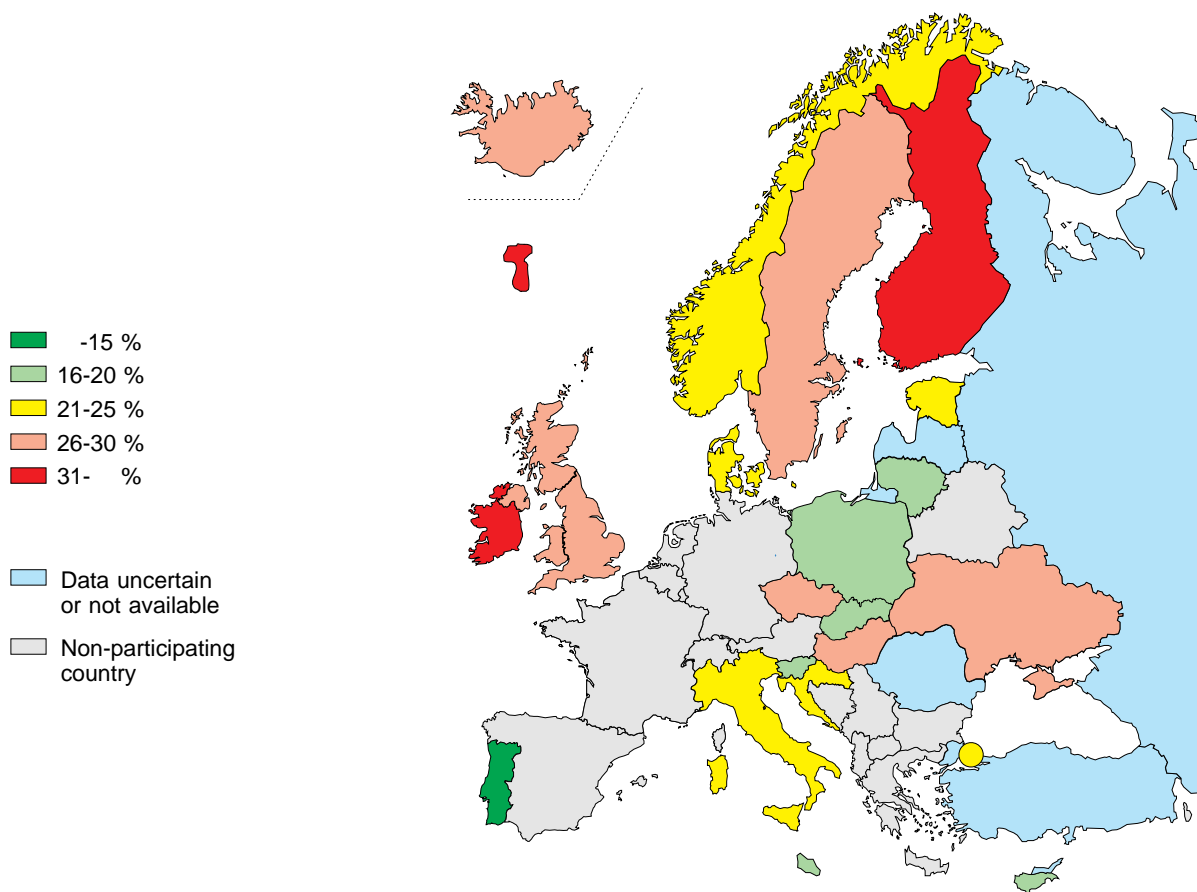 -15 %
16-20 %
21-25 %
26-30 %
31- %
Data uncertain
or not available
Non-participating
country